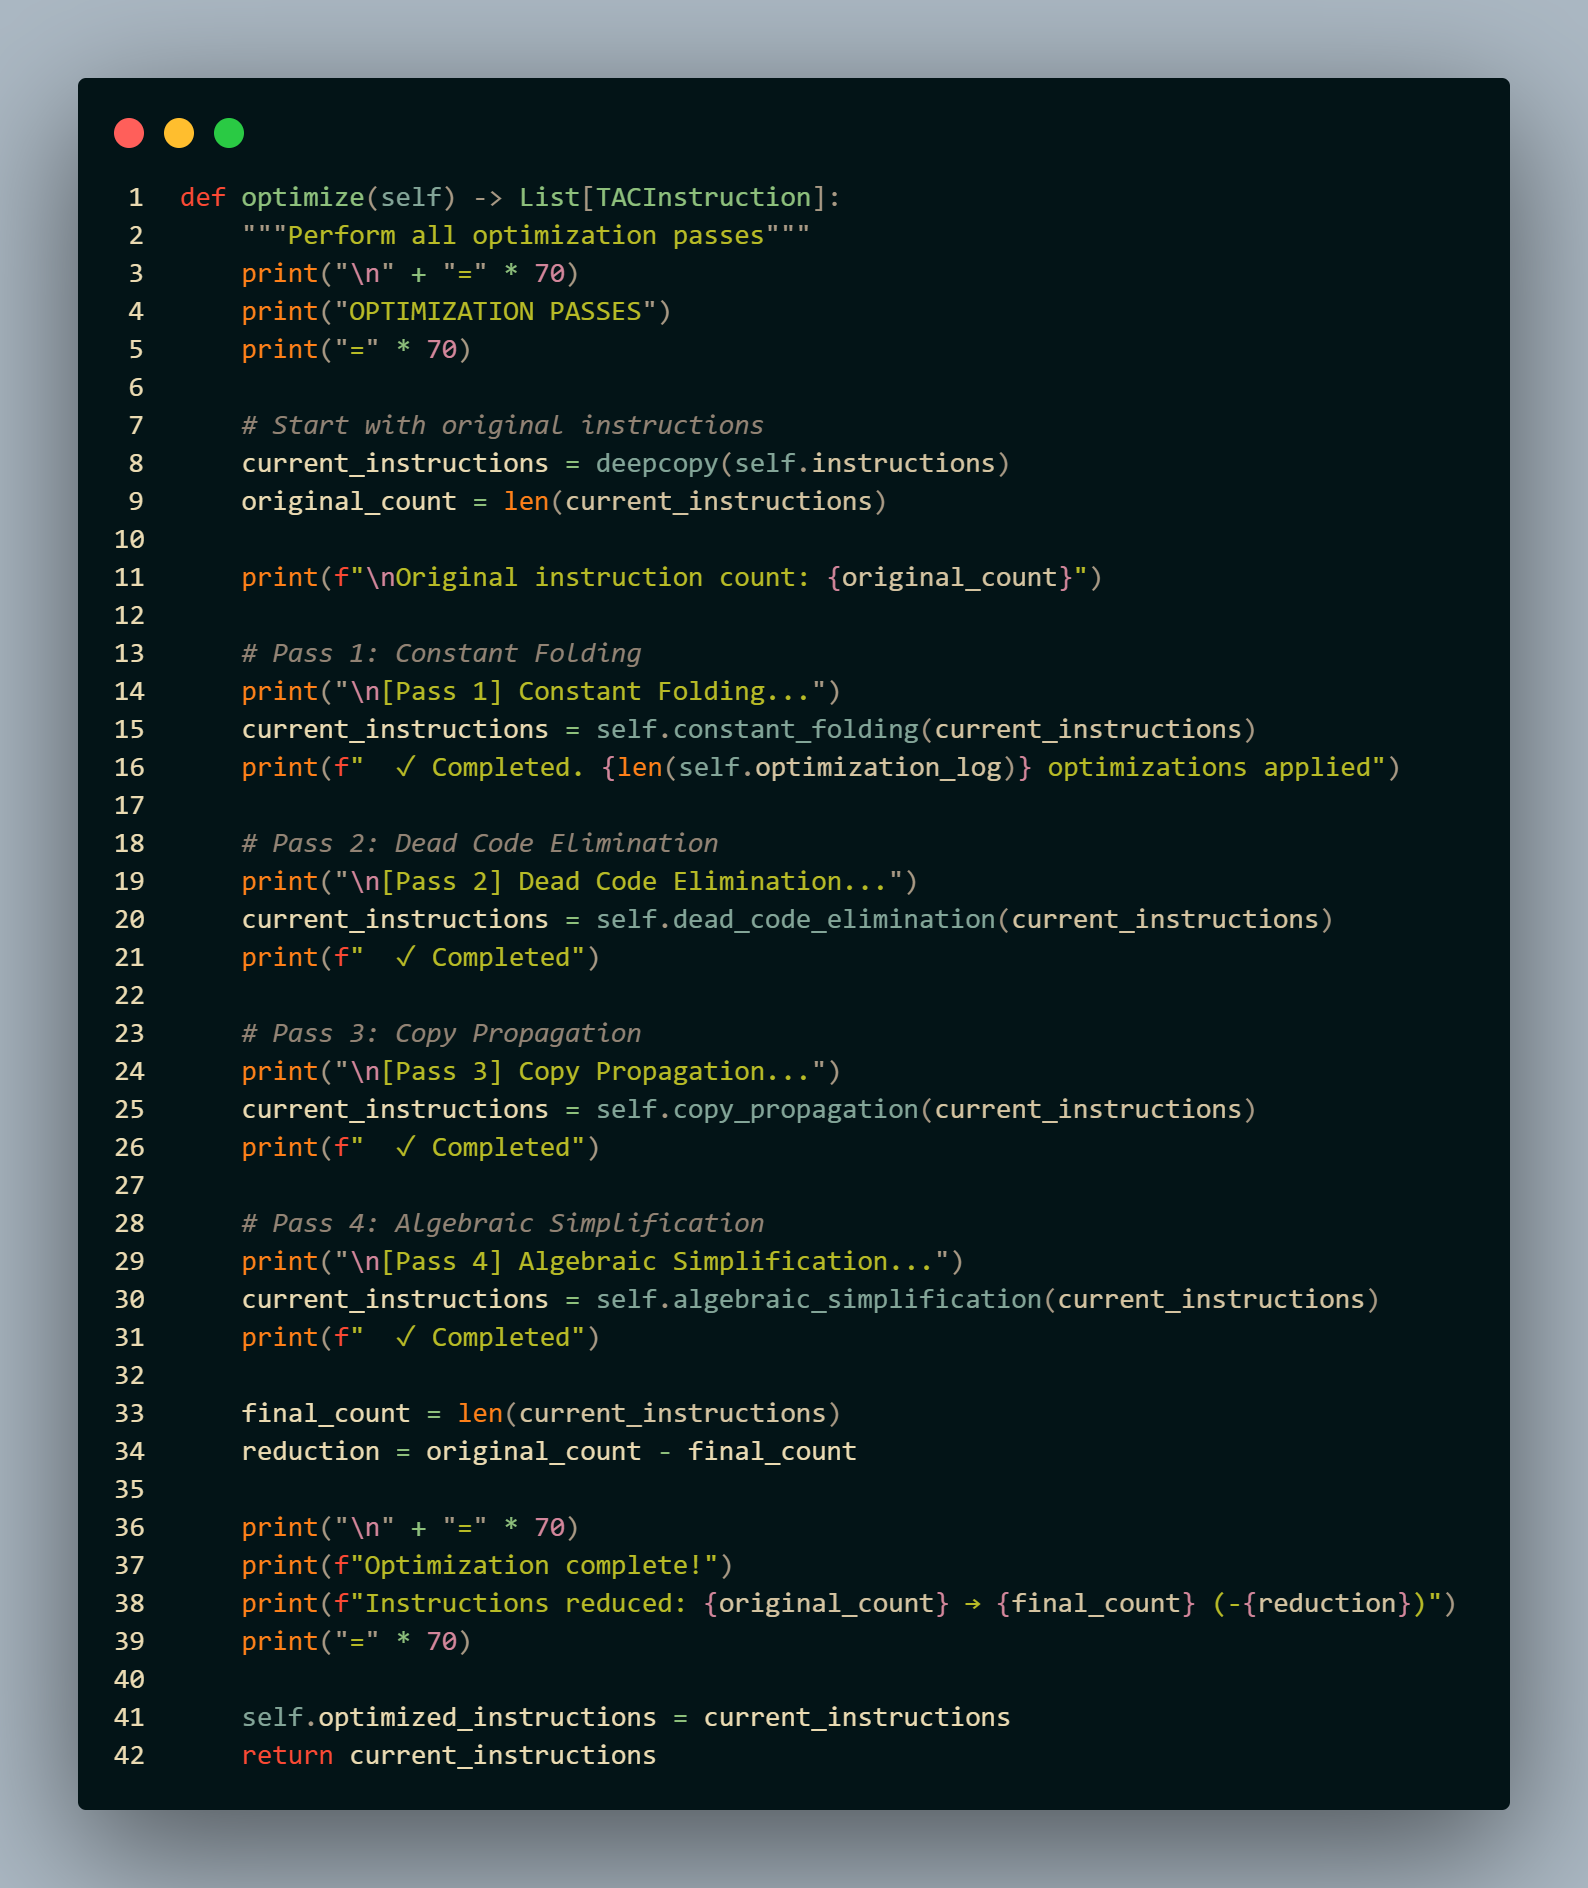 1 def optimize(self) -> List[TACInstruction]:
2     """Perform all optimization passes"""
3     print("\n" + "=" * 70)
4     print("OPTIMIZATION PASSES")
5     print("=" * 70)
6
7     # Start with original instructions
8     current_instructions = deepcopy(self.instructions)
9     original_count = len(current_instructions)
10
11     print(f"\nOriginal instruction count: {original_count}")
12
13     # Pass 1: Constant Folding
14     print("\n[Pass 1] Constant Folding...")
15     current_instructions = self.constant_folding(current_instructions)
16     print(f"  ✓ Completed. {len(self.optimization_log)} optimizations applied")
17
18     # Pass 2: Dead Code Elimination
19     print("\n[Pass 2] Dead Code Elimination...")
20     current_instructions = self.dead_code_elimination(current_instructions)
21     print(f"  ✓ Completed")
22
23     # Pass 3: Copy Propagation
24     print("\n[Pass 3] Copy Propagation...")
25     current_instructions = self.copy_propagation(current_instructions)
26     print(f"  ✓ Completed")
27
28     # Pass 4: Algebraic Simplification
29     print("\n[Pass 4] Algebraic Simplification...")
30     current_instructions = self.algebraic_simplification(current_instructions)
31     print(f"  ✓ Completed")
32
33     final_count = len(current_instructions)
34     reduction = original_count - final_count
35
36     print("\n" + "=" * 70)
37     print(f"Optimization complete!")
38     print(f"Instructions reduced: {original_count} → {final_count} (-{reduction})")
39     print("=" * 70)
40
41     self.optimized_instructions = current_instructions
42     return current_instructions